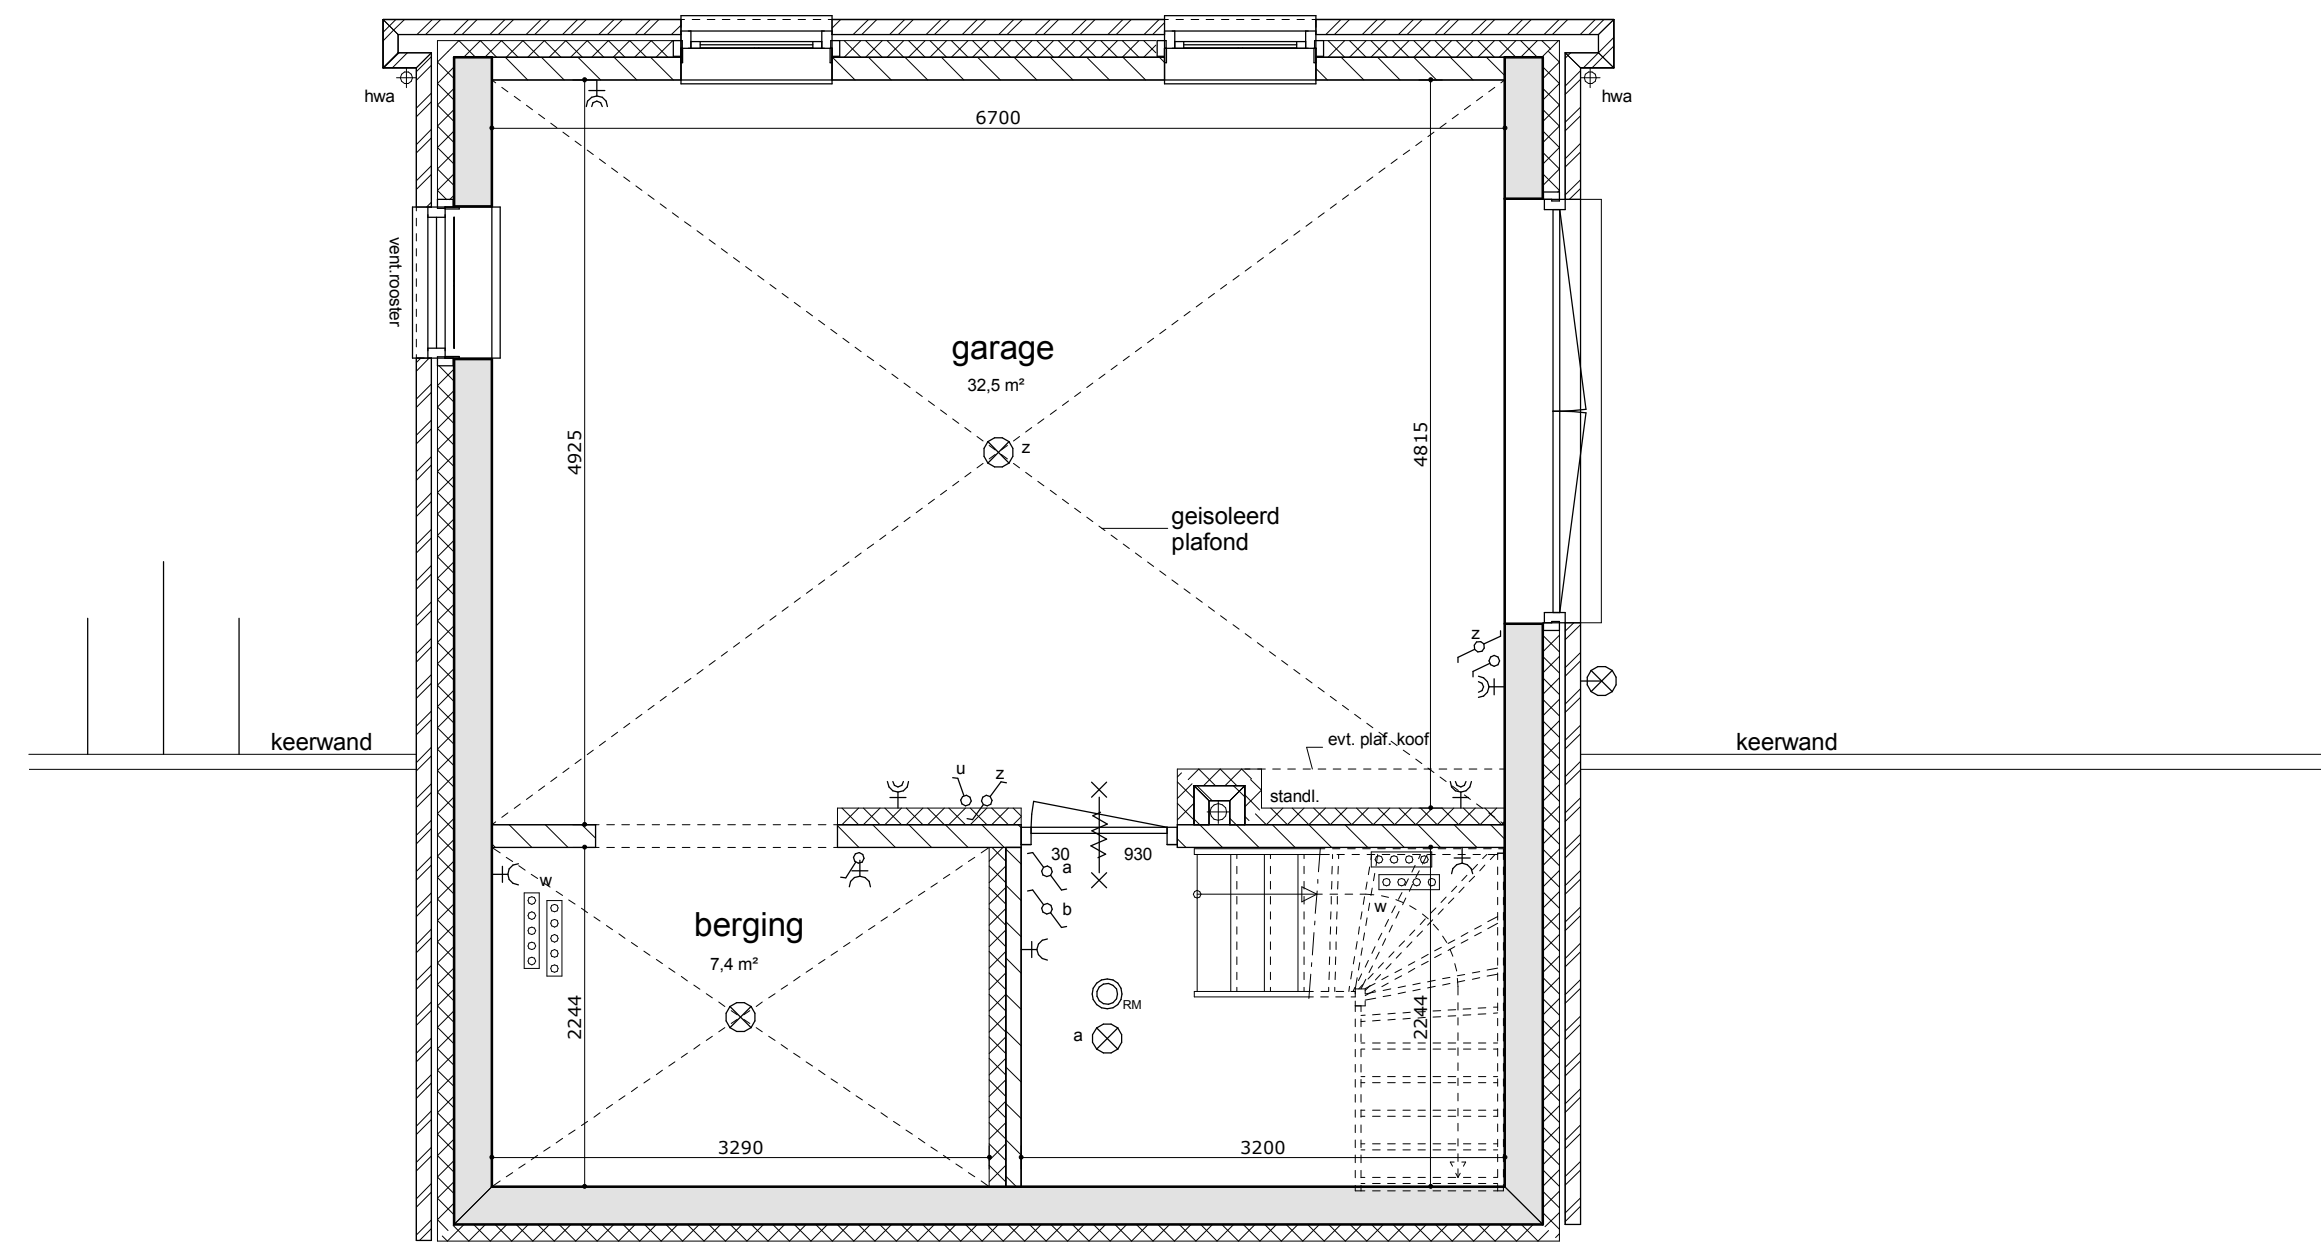 hwa
hwa
6700
vent.rooster
garage
32,5 m²
4925
z
4815
geisoleerd
plafond
z
keerwand
evt. plaf. koof
keerwand
u
z
standl.
30
930
a
w
b
w
berging
7,4 m²
2244
RM
a
2244
3290
3200